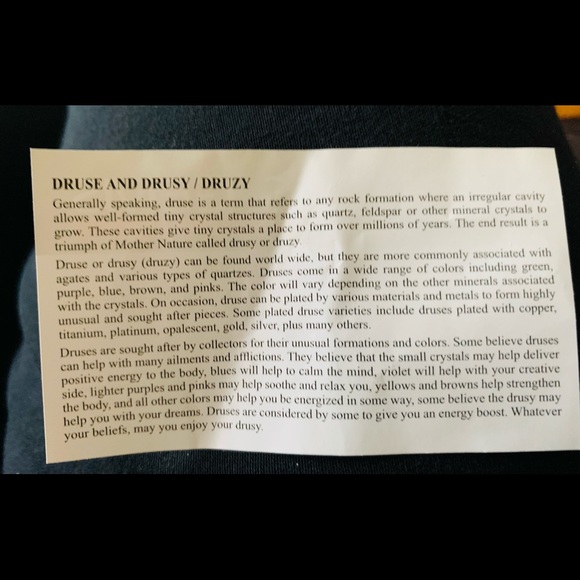 DRUSE AND DRUSY / DRUZY
Generally speaking, druse is a term that refers to any rock formation where an irregular cavity
allows well-formed tiny crystal structures such as quartz, feldspar or other mineral crystals to
grow. These cavities give tiny crystals a place to form over millions of years. The end result is a
triumph of Mother Nature called drusy or druzy.
Druse or drusy (druzy) can be found world wide, but they are more commonly associated with
agates and various types of quartzes. Druses come in a wide range of colors including green,
purple, blue, brown, and pinks. The color will vary depending on the other minerals associated
with the crystals. On occasion, druse can be plated by various materials and metals to form highly
unusual and sought after pieces. Some plated druse varieties include druses plated with copper,
titanium, platinum, opalescent, gold, silver, plus many others.
Druses are sought after by collectors for their unusual formations and colors. Some believe druses
can help with many ailments and afflictions. They believe that the small crystals may help deliver
positive energy to the body, blues will help to calm the mind, violet will help with your creative
side, lighter purples and pinks may help soothe and relax you, yellows and browns help strengthen
the body, and all other colors may help you be energized in some way, some believe the drusy may
help you with your dreams. Druses are considered by some to give you an energy boost. Whatever
your beliefs, may you enjoy your drusy.